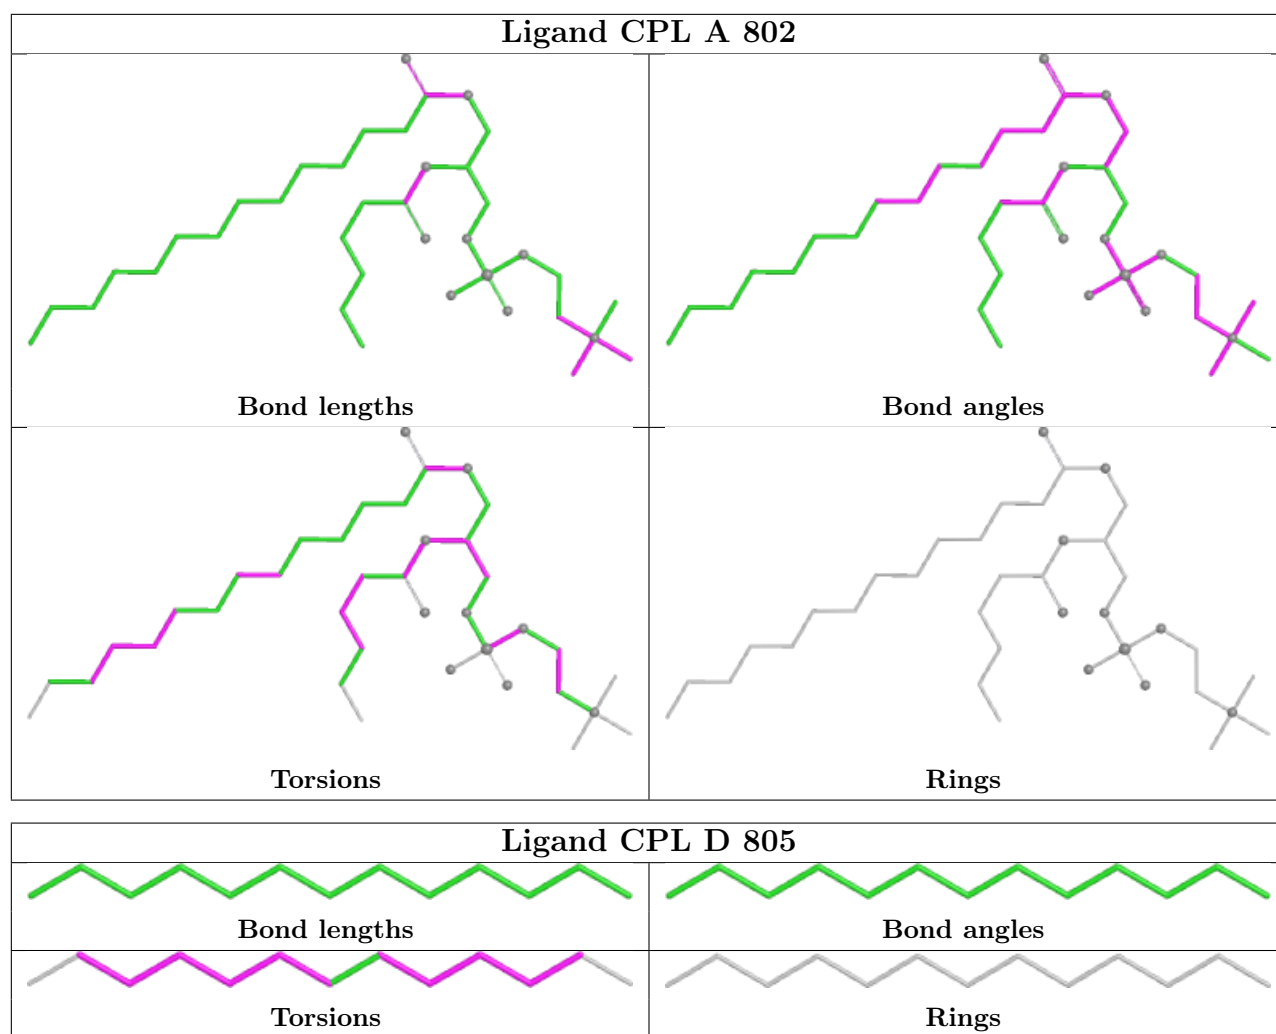 Ligand CPL A 802
Bond lengths
Bond angles
Torsions
Rings
Ligand CPL D 805
Bond lengths
Bond angles
Torsions
Rings